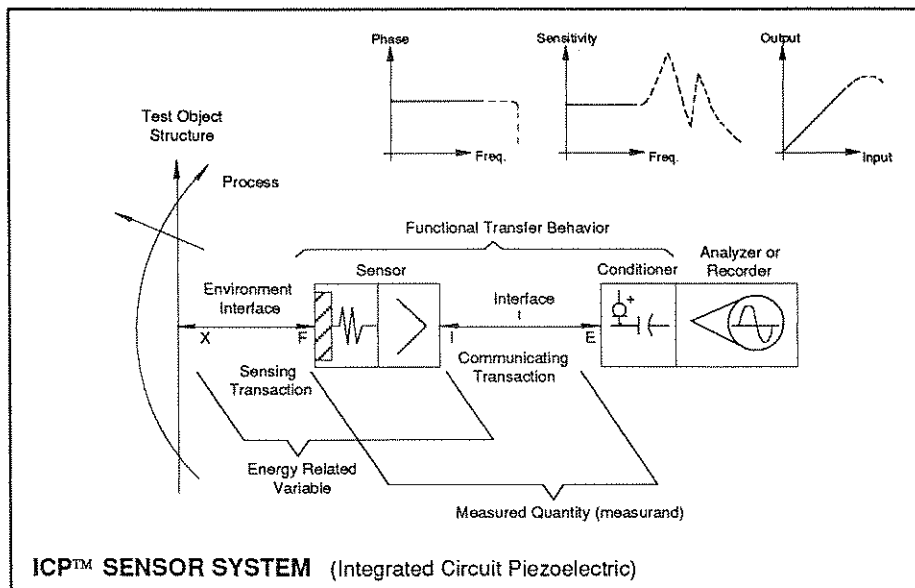 Phase
Sensitivity
Output
Freq.
Freq.
Input
Test Object
Structure
Process
Functional Transfer Behavior
Sensor
Conditioner
Analyzer or
Recorder
Environment
Interface
Interface
I
+
X
F
I
E
Sensing
Transaction
Communicating
Transaction
Energy Related
Variable
Measured Quantity (measurand)
ICP™ SENSOR SYSTEM (Integrated Circuit Piezoelectric)